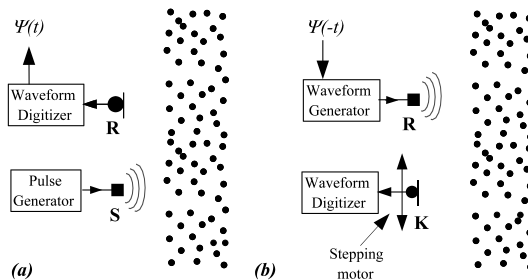 Ψ(t)
Waveform
Digitizer
R
Pulse
Generator
S
(a)
Ψ(-t)
Waveform
Generator
R
Waveform
Digitizer
K
Stepping
motor
(b)